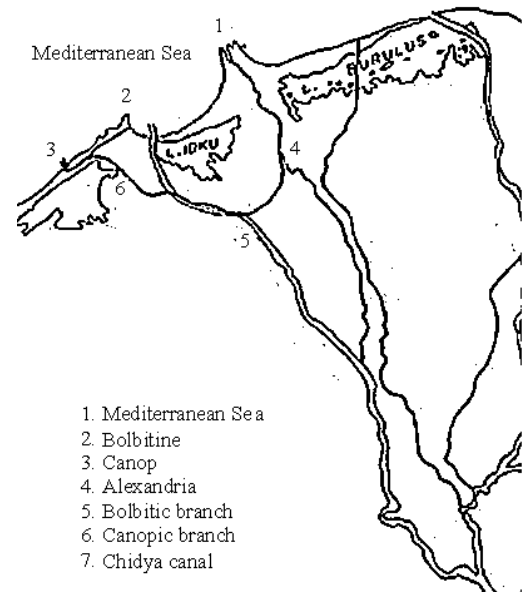 1
Mediterranean Sea
L. BURULUS
2
L. IDKU
3
4
6
5
1. Mediterranean Sea
2. Bolbitine
3. Canop
4. Alexandria
5. Bolbitic branch
6. Canopic branch
7. Chidya canal